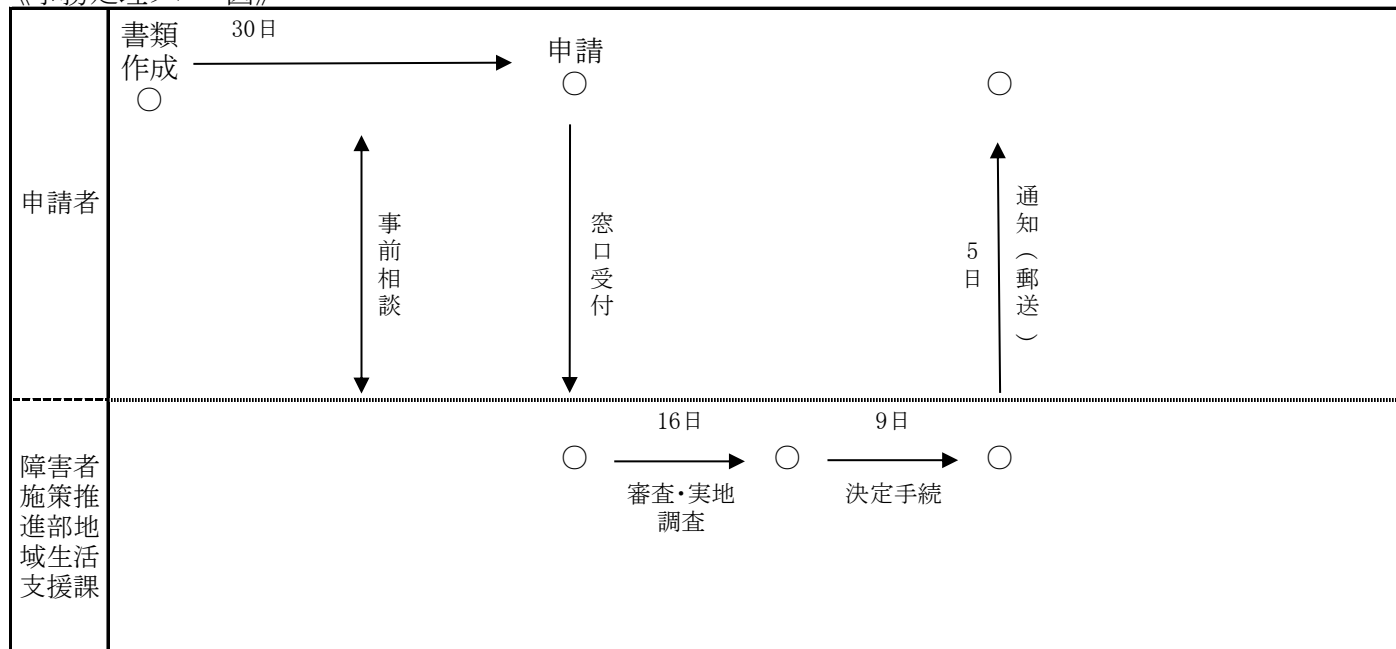 書類
作成
30日
申請
申請者
事前相談
窓口受付
5日
通知(郵送)
障害者
施策推
進部地
域生活
支援課
16日
審査・実地
調査
9日
決定手続